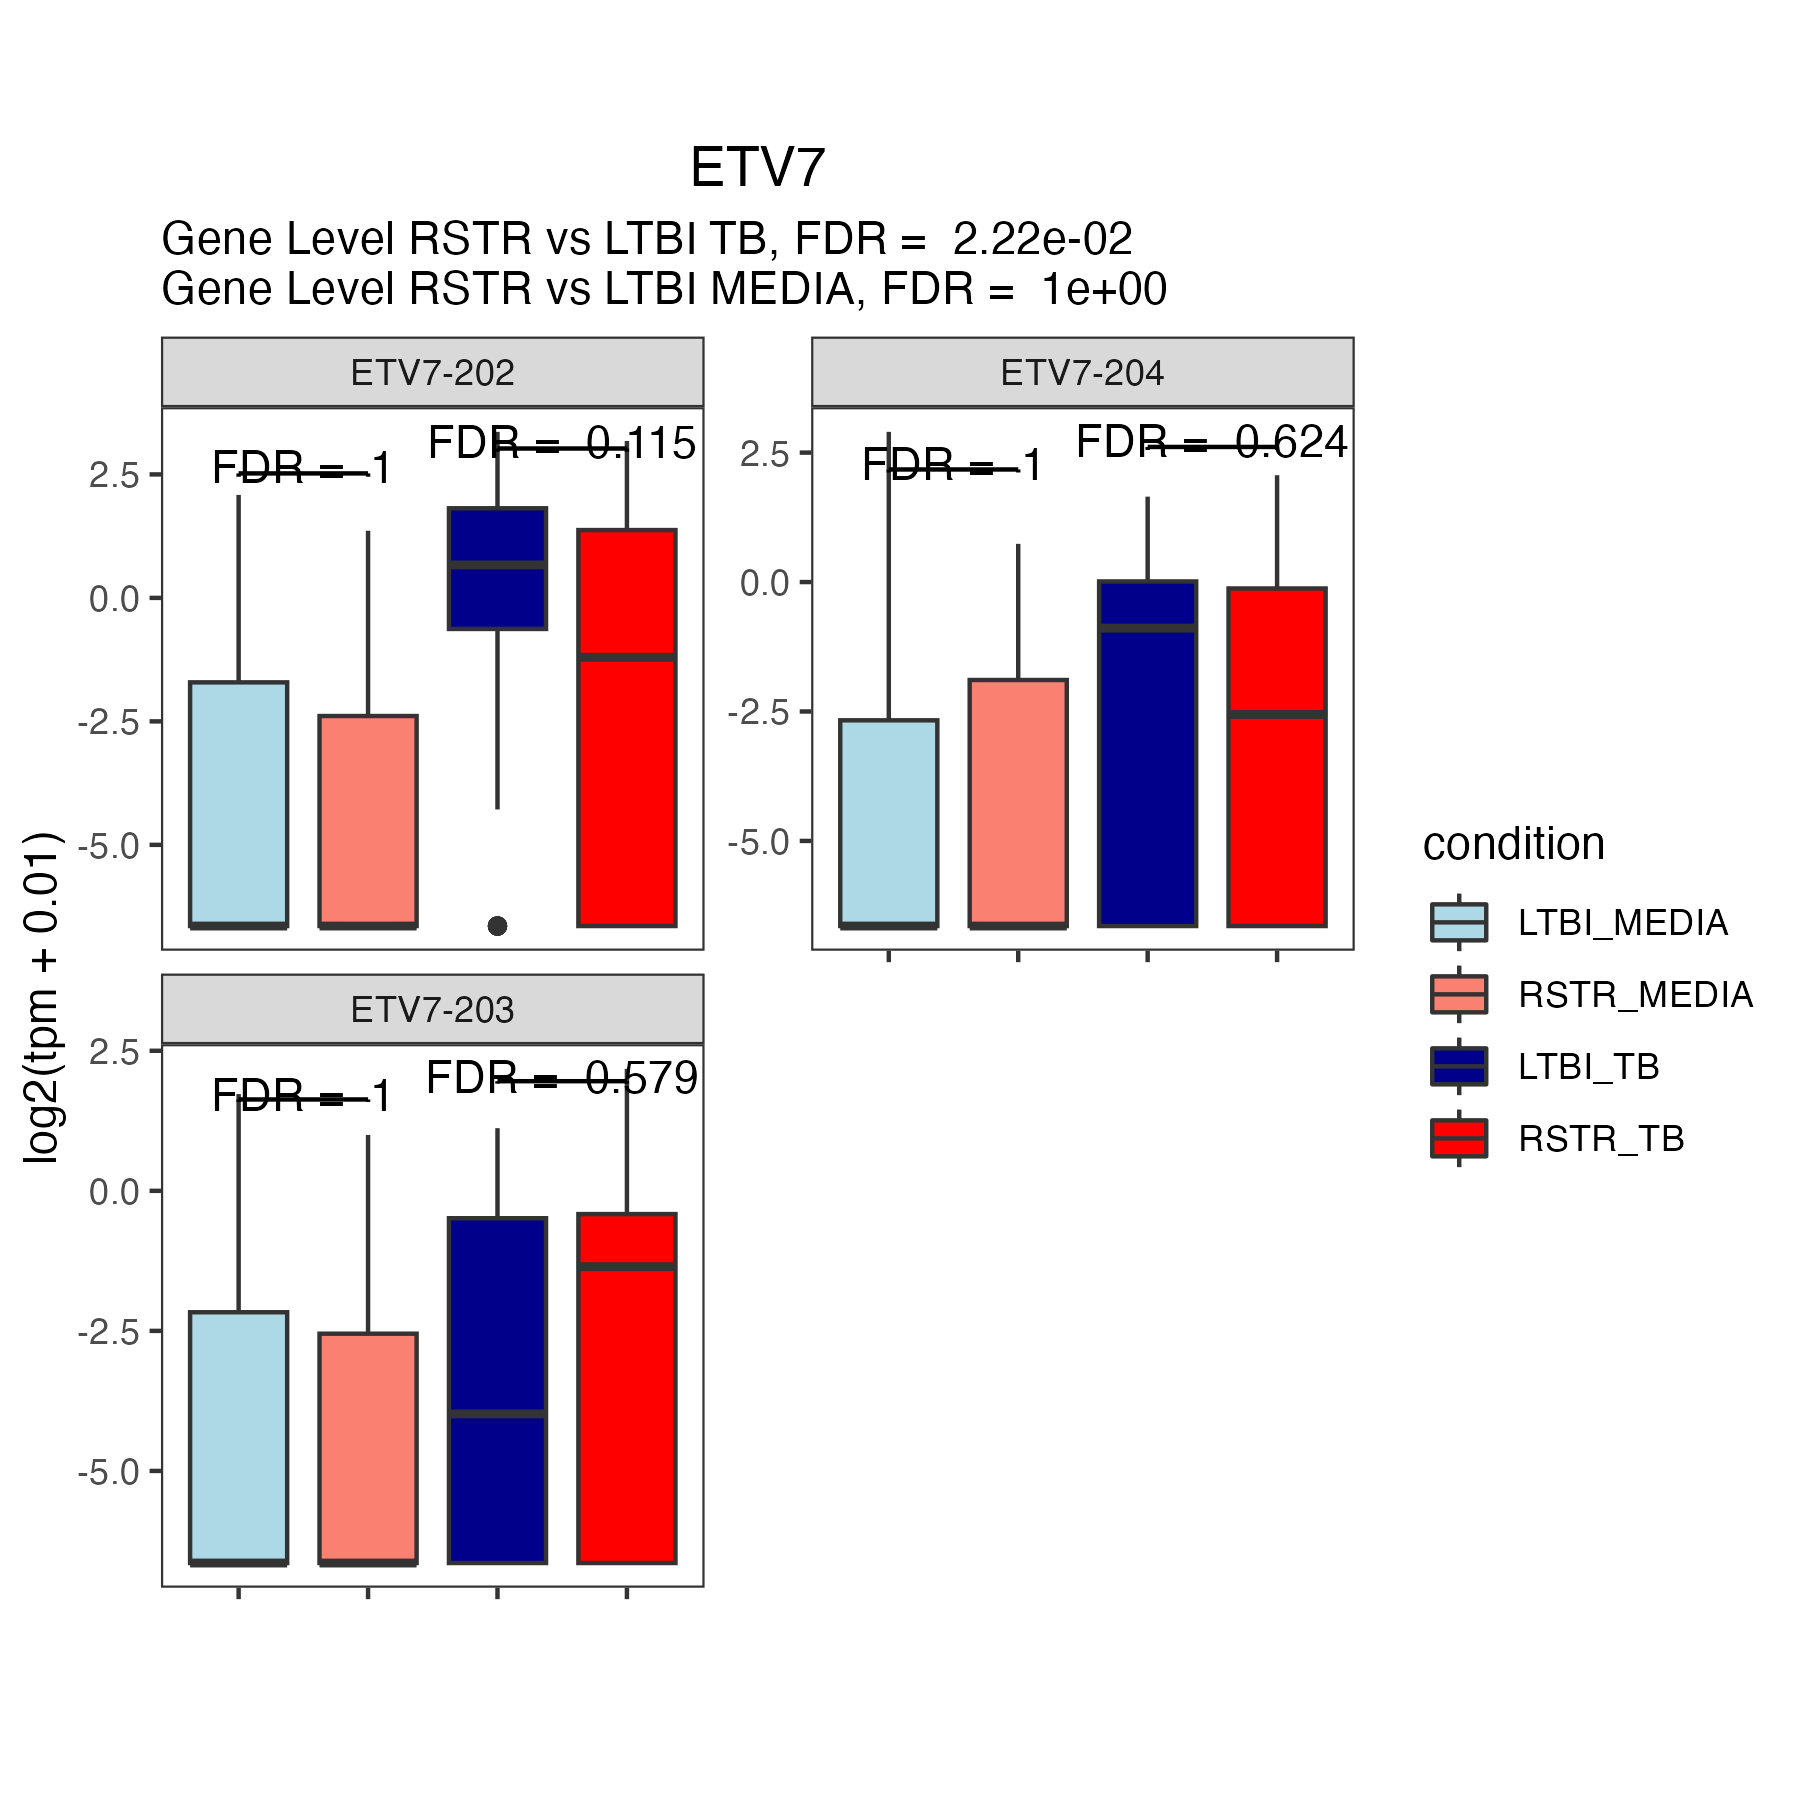 ETV7
Gene Level RSTR vs LTBI TB, FDR =  2.22e-02
Gene Level RSTR vs LTBI MEDIA, FDR =  1e+00
ETV7-202
FDR =  1
FDR =  0.115
2.5
0.0
-2.5
-5.0
ETV7-204
FDR =  1
FDR =  0.624
2.5
0.0
-2.5
-5.0
ETV7-203
FDR =  1
FDR =  0.579
2.5
0.0
-2.5
-5.0
log2(tpm + 0.01)
condition
LTBI_MEDIA
RSTR_MEDIA
LTBI_TB
RSTR_TB